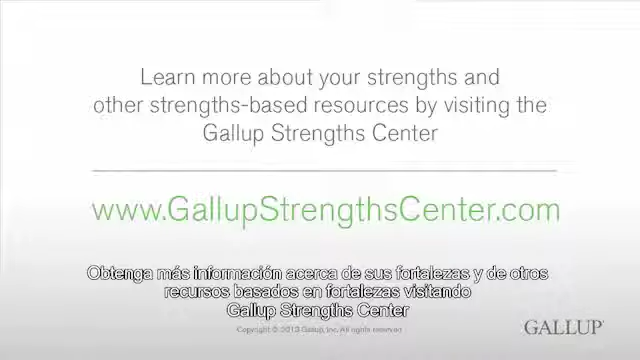 Learn more about your strengths and
other strengths-based resources by visiting the
Gallup Strengths Center
www.GallupStrengthsCenter.com
Obtenga más información acerca de sus fortalezas y de otros
recursos basados en fortalezas visitando
Gallup Strengths Center
Copyright © 2013 Gallup, Inc. All rights reserved.
GALLUP®